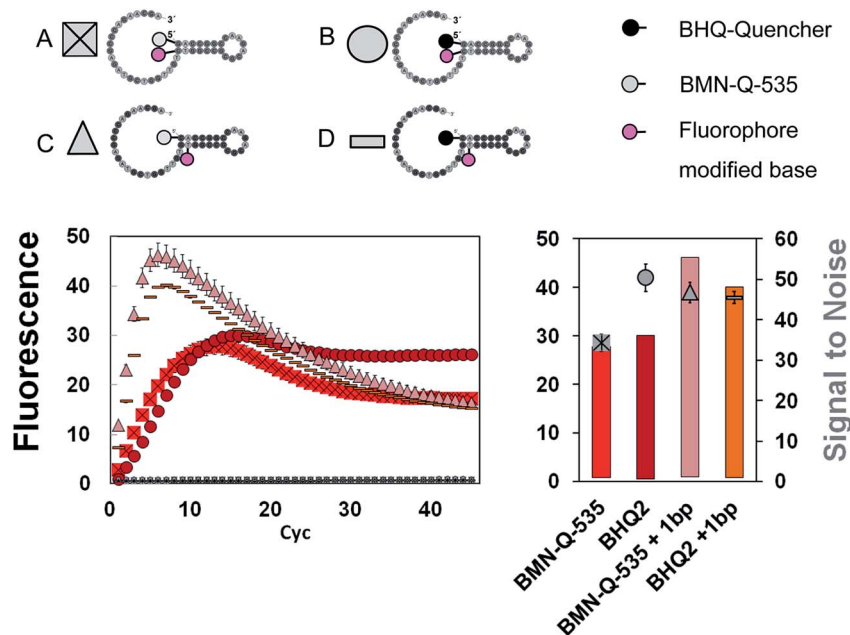 A
3´
5´
B
3´
5´
BHQ-Quencher
BMN-Q-535
C
D
Fluorophore
modified base
Fluorescence
50
40
30
20
10
0
0
10
20
30
40
Cyc
50
40
30
20
10
0
60
50
40
30
20
10
0
Signal to Noise
BMN-Q-535
BHQ2
BMN-Q-535 + 1bp
BHQ2 +1bp